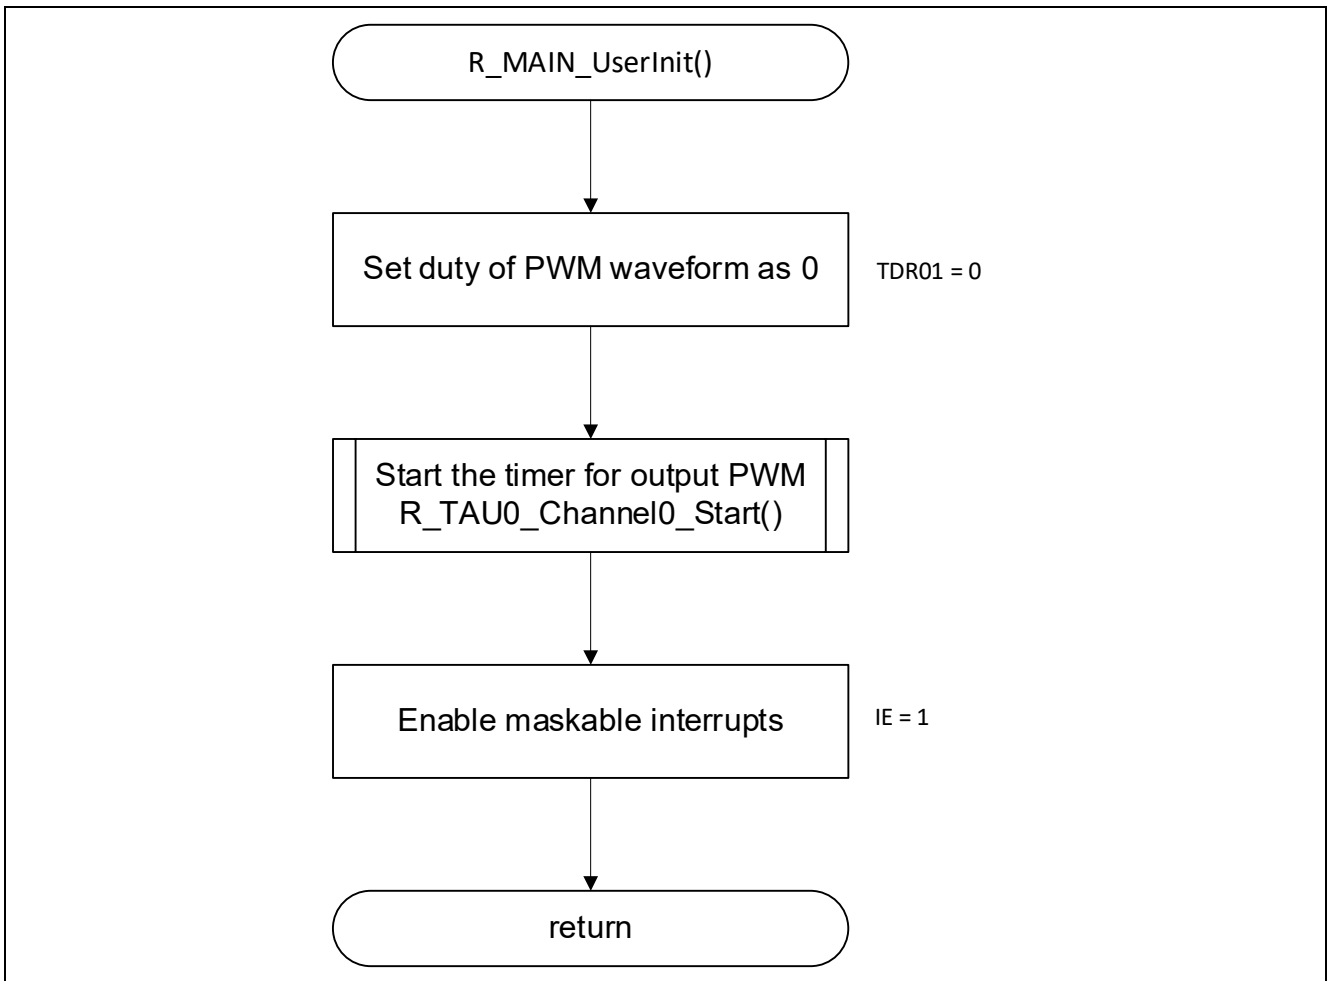 R_MAIN_UserInit()
Set duty of PWM waveform as 0
TDR01 = 0
Start the timer for output PWM
R_TAU0_Channel0_Start()
Enable maskable interrupts
IE = 1
return